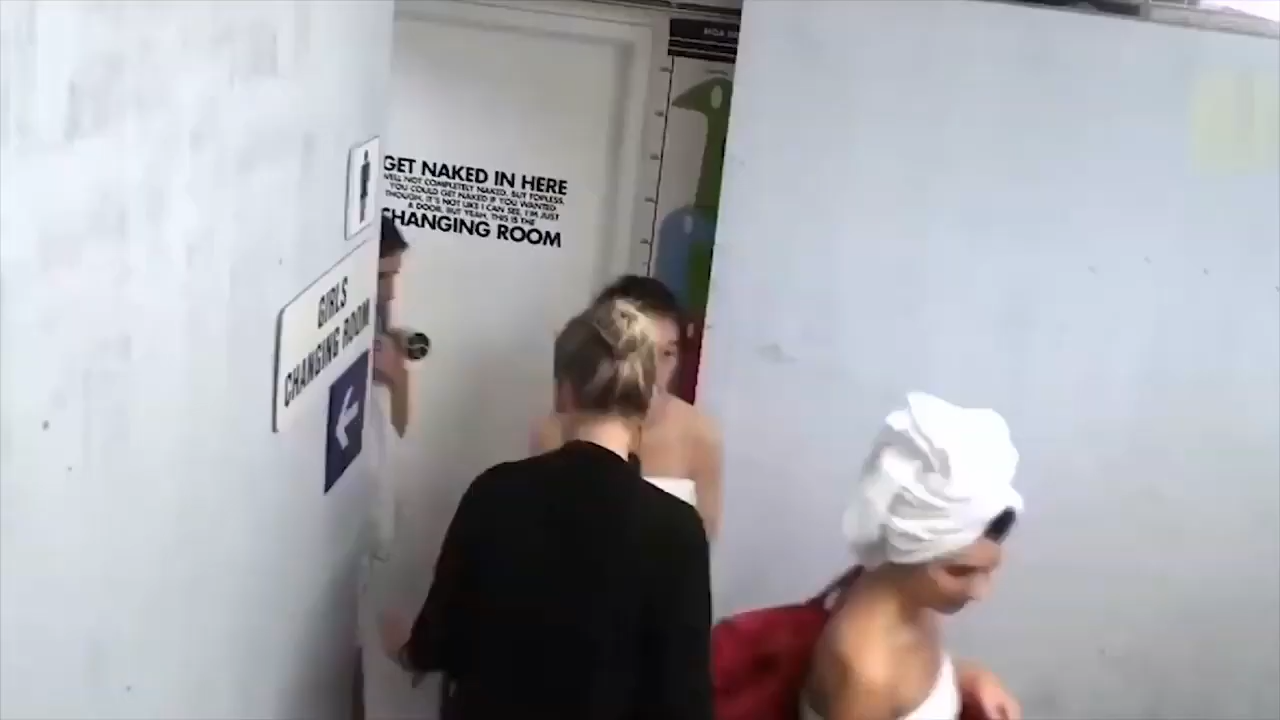 GET NAKED IN HERE
WELL NOT COMPLETELY NAKED, BUT TOPLESS.
YOU COULD GET NAKED IF YOU WANTED
THOUGH, IT'S NOT LIKE I CAN SEE, I'M JUST
A DOOR, BUT YEAH, THIS IS THE
CHANGING ROOM
GIRLS
CHANGING ROOM